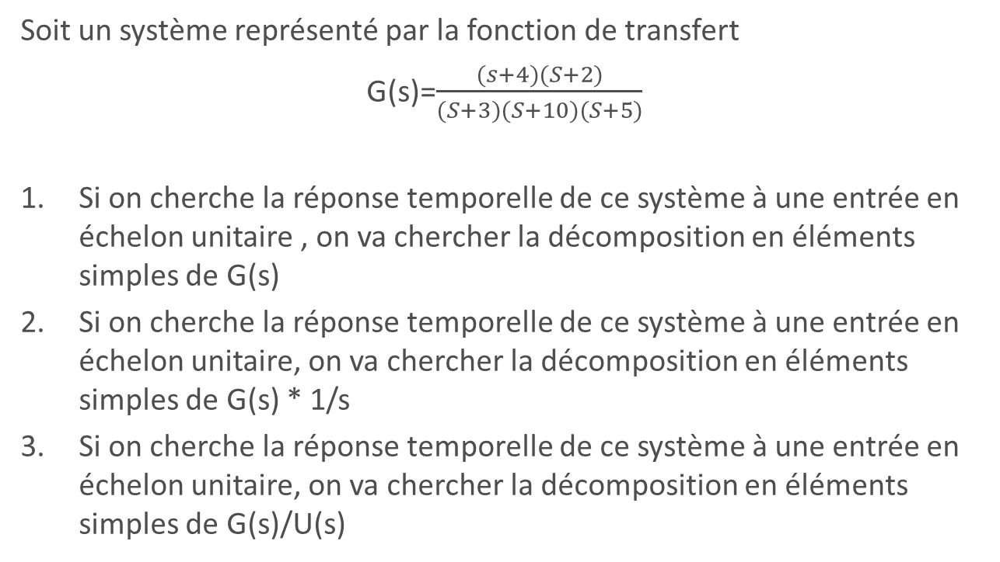 Soit un système représenté par la fonction de transfert
G(s)=(s+4)(S+2)/(S+3)(S+10)(S+5)
1. Si on cherche la réponse temporelle de ce système à une entrée en
échelon unitaire , on va chercher la décomposition en éléments
simples de G(s)
2. Si on cherche la réponse temporelle de ce système à une entrée en
échelon unitaire, on va chercher la décomposition en éléments
simples de G(s) * 1/s
3. Si on cherche la réponse temporelle de ce système à une entrée en
échelon unitaire, on va chercher la décomposition en éléments
simples de G(s)/U(s)